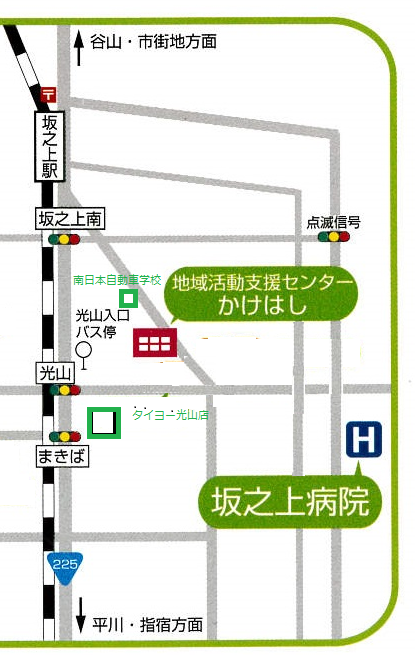 谷山・市街地方面
〒
坂之上駅
坂之上南
点滅信号
南日本自動車学校
地域活動支援センター
かけはし
光山入口
バス停
光山
タイヨー光山店
H
まきば
坂之上病院
225
平川・指宿方面